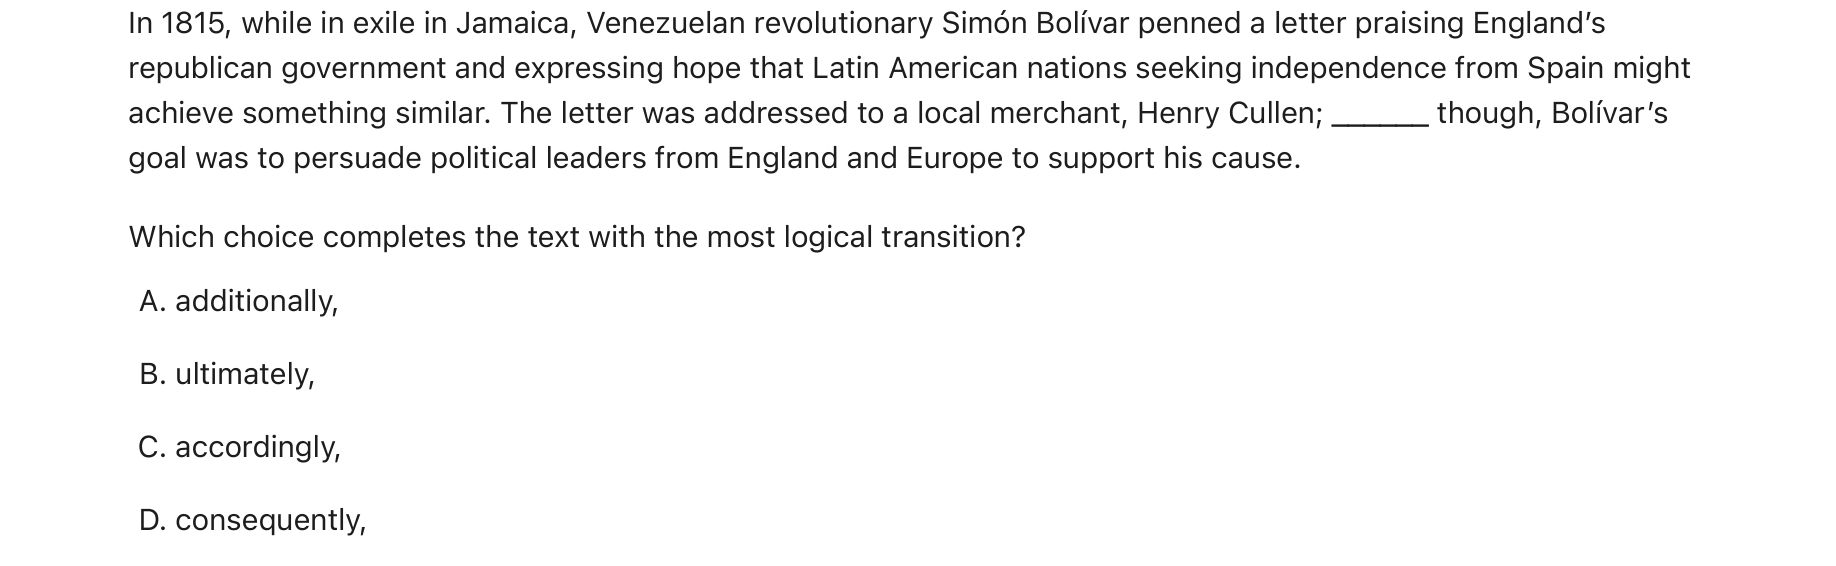 In 1815, while in exile in Jamaica, Venezuelan revolutionary Simón Bolívar penned a letter praising England’s
republican government and expressing hope that Latin American nations seeking independence from Spain might
achieve something similar. The letter was addressed to a local merchant, Henry Cullen; ______ though, Bolívar’s
goal was to persuade political leaders from England and Europe to support his cause.
Which choice completes the text with the most logical transition?
A. additionally,
B. ultimately,
C. accordingly,
D. consequently,